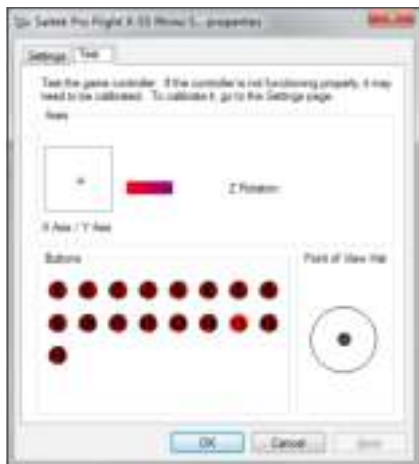 Saitek Pro Flight X-55 Rhino S... properties
Settings
Test
Test the game controller. If the controller is not functioning properly, it may
need to be calibrated. To calibrate it, go to the Settings page.
Axes
Z Rotation
X Axis / Y Axis
Buttons
Point of View Hat
OK
Cancel
Apply